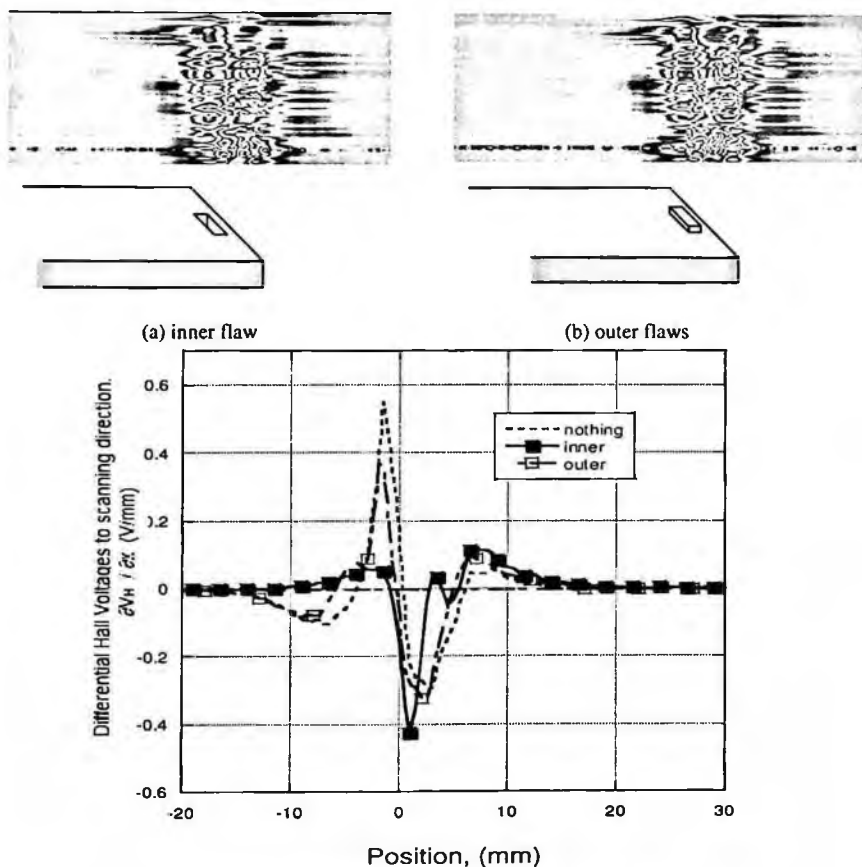 (a) inner flaw
(b) outer flaws
Differential Hall Voltages to scanning direction.
∂VH / ∂x (V/mm)
0.6
0.4
0.2
0
-0.2
-0.4
-0.6
nothing
inner
outer
-20
-10
0
10
20
30
Position, (mm)